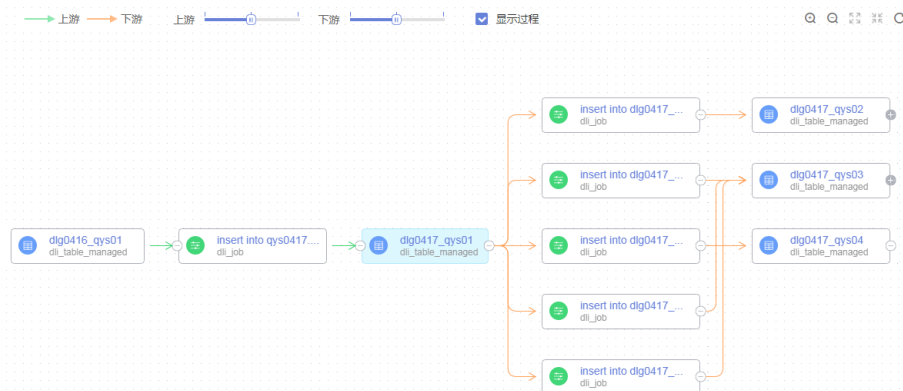 上游 下游 上游 下游 显示过程
insert into dlg0417_...
dli_job
dlg0417_qys02
dli_table_managed
insert into dlg0417_...
dli_job
dlg0417_qys03
dli_table_managed
dlg0416_qys01
dli_table_managed
insert into qys0417....
dli_job
dlg0417_qys01
dli_table_managed
insert into dlg0417_...
dli_job
dlg0417_qys04
dli_table_managed
insert into dlg0417_...
dli_job
insert into dlg0417_...
dli_job